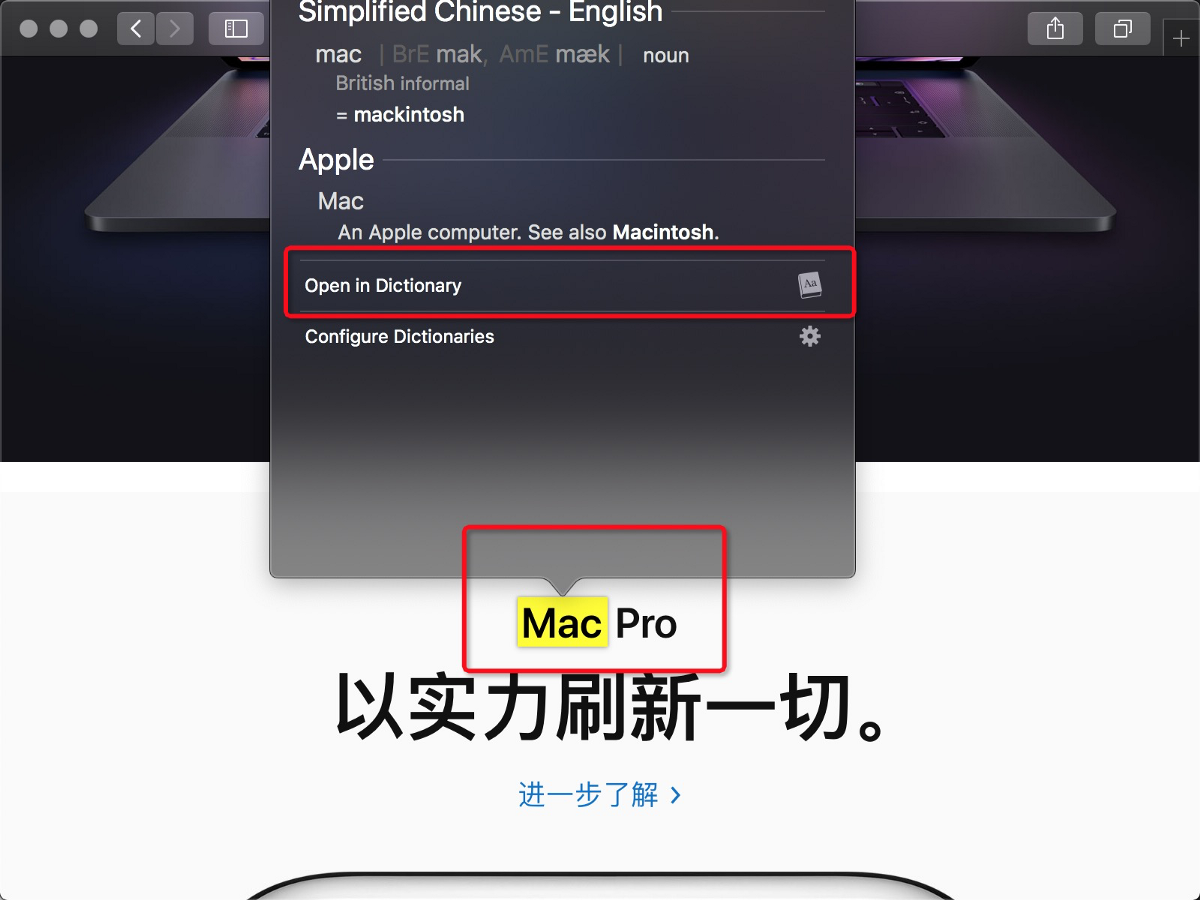 Simplified Chinese - English
mac | BrE mak, AmE mæk | noun
British informal
= mackintosh
Apple
Mac
An Apple computer. See also Macintosh.
Open in Dictionary
Aa
Configure Dictionaries
Mac Pro
以实力刷新一切。
进一步了解 >